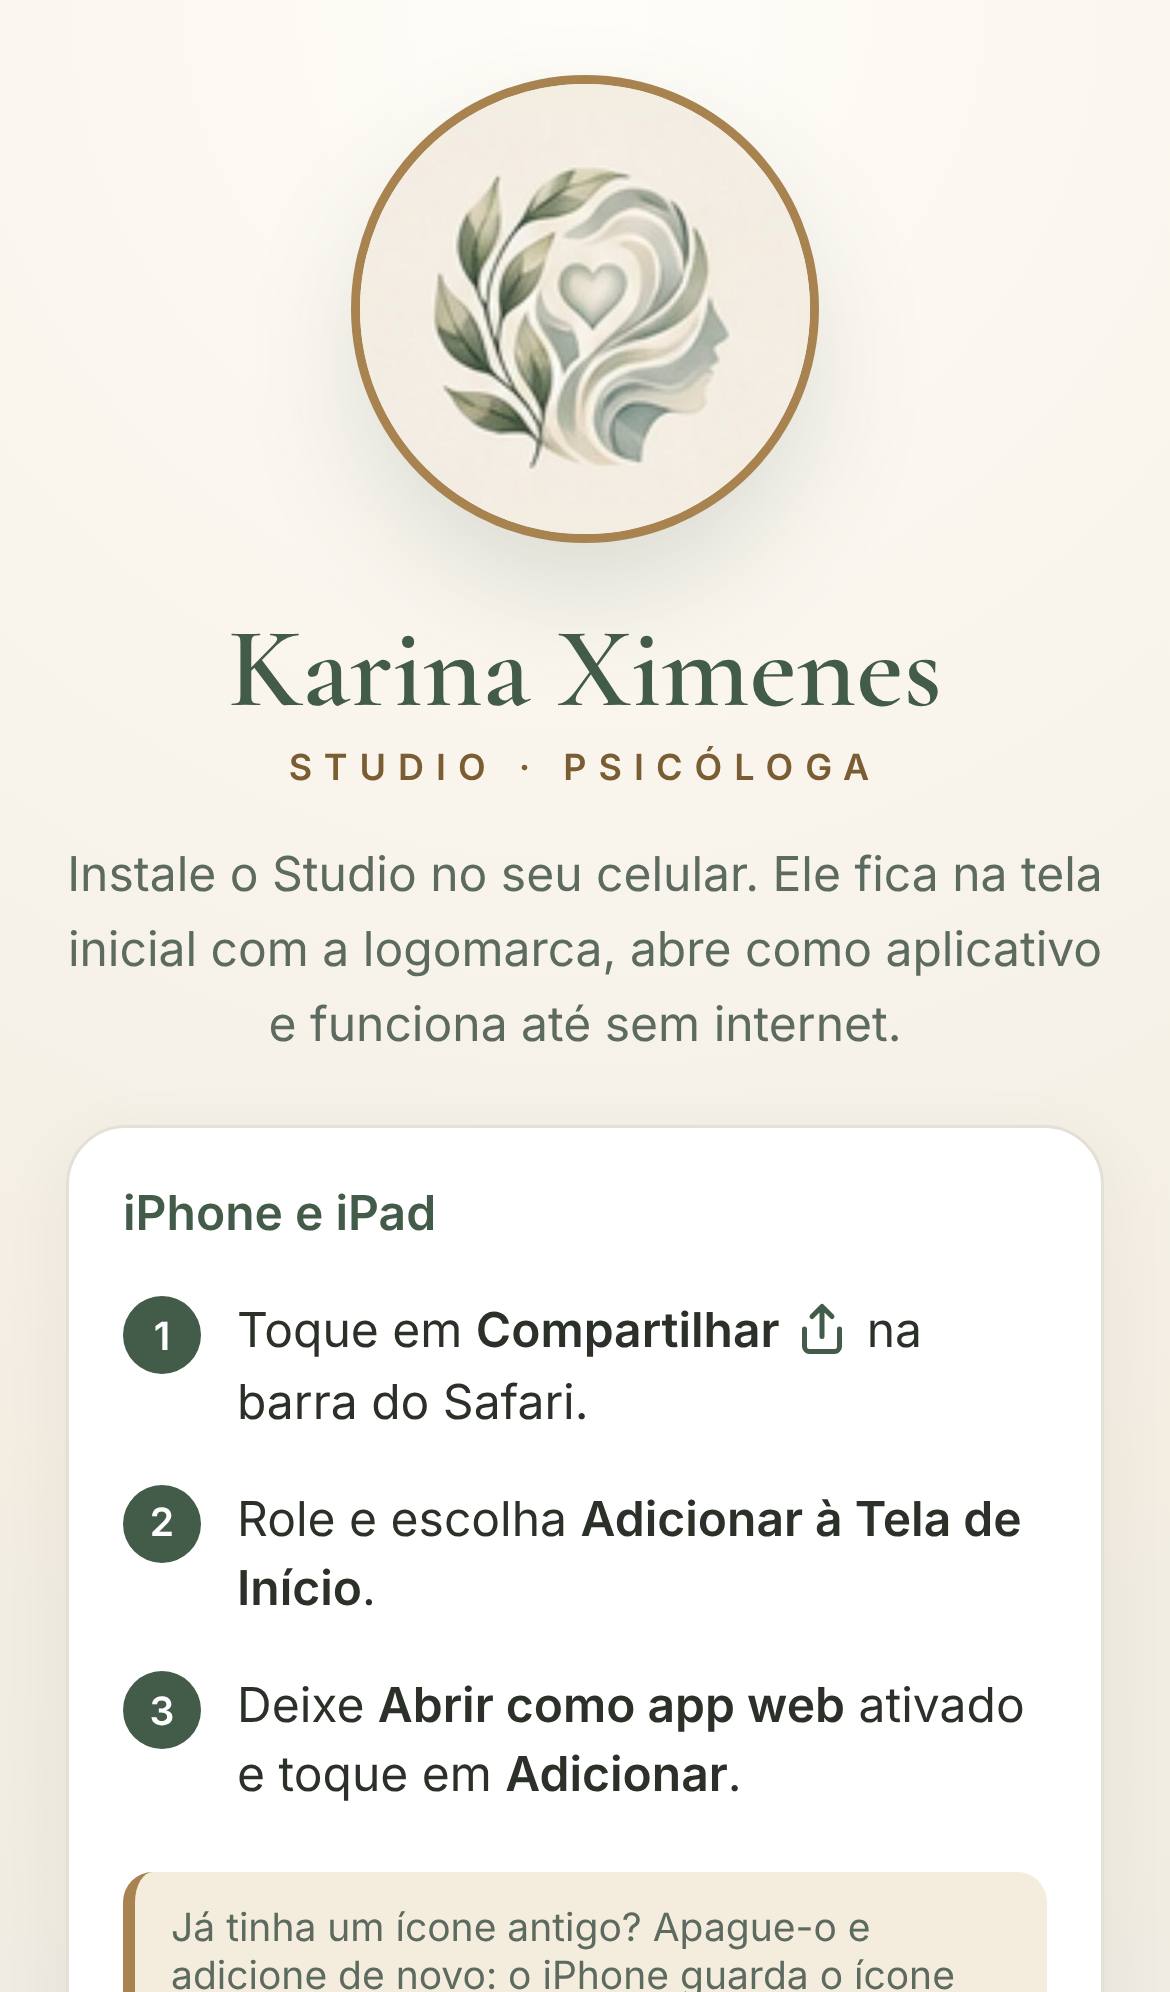 Karina Ximenes
STUDIO · PSICÓLOGA
Instale o Studio no seu celular. Ele fica na tela
inicial com a logomarca, abre como aplicativo
e funciona até sem internet.
iPhone e iPad
1 Toque em Compartilhar na
barra do Safari.
2 Role e escolha Adicionar à Tela de
Início.
3 Deixe Abrir como app web ativado
e toque em Adicionar.
Já tinha um ícone antigo? Apague-o e
adicione de novo: o iPhone guarda o ícone